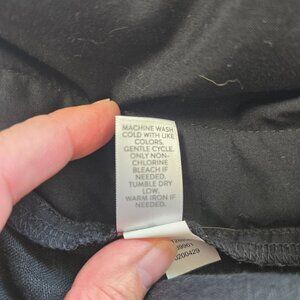 MACHINE WASH
COLD WITH LIKE
COLORS.
GENTLE CYCLE.
ONLY NON-
CHLORINE
BLEACH IF
NEEDED.
TUMBLE DRY
LOW.
WARM IRON IF
NEEDED.
0200429